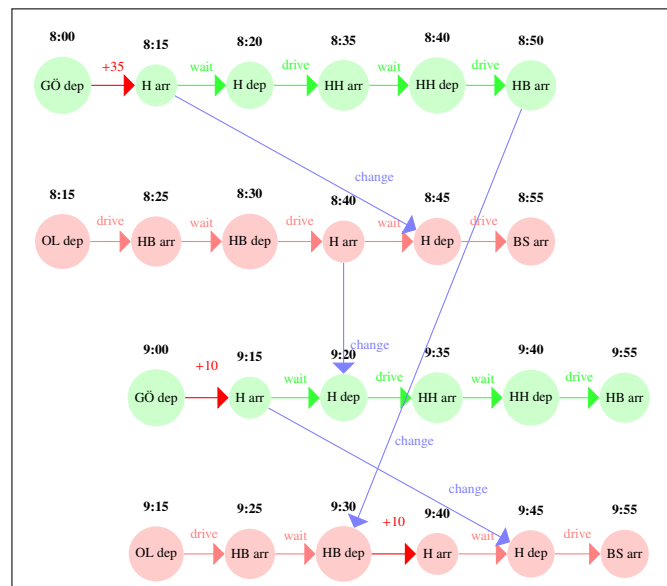 8:00 8:15 8:20 8:35 8:40 8:50
+35 wait drive wait drive
GÖ dep H arr H dep HH arr HH dep HB arr
change
8:15 8:25 8:30 8:40 8:45 8:55
drive wait drive wait drive
OL dep HB arr HB dep H arr H dep BS arr
change
9:00 9:15 9:20 9:35 9:40 9:55
+10 wait drive wait drive
GÖ dep H arr H dep HH arr HH dep HB arr
change
change
9:15 9:25 9:30 9:40 9:45 9:55
drive wait +10 wait drive
OL dep HB arr HB dep H arr H dep BS arr